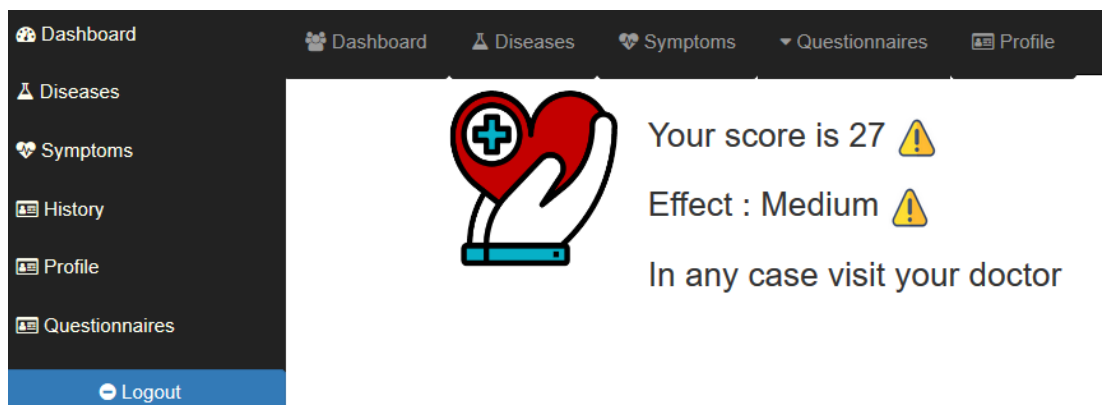 Dashboard
Diseases
Symptoms
History
Profile
Questionnaires
Logout
Dashboard Diseases Symptoms Questionnaires Profile
Your score is 27
Effect : Medium
In any case visit your doctor